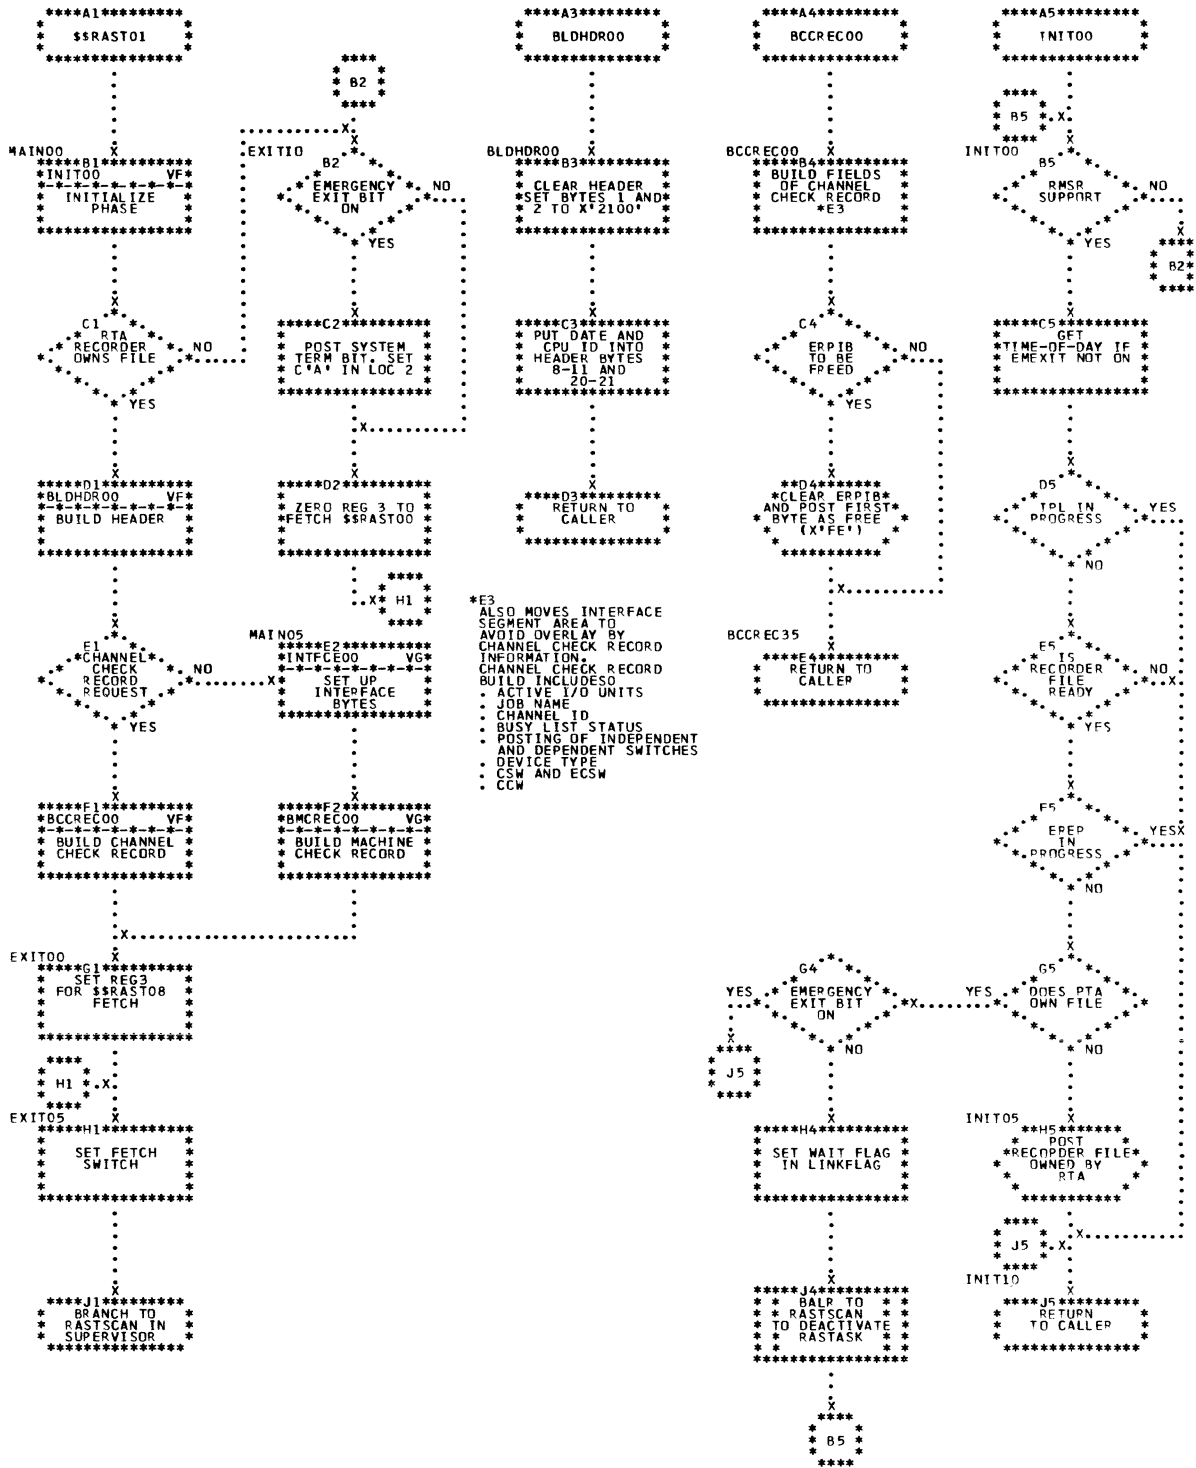 A1
$$RAST01
MAIN00
B1
INIT00 VF
INITIALIZE
PHASE
C1
RTA
RECORDER
OWNS FILE
NO
YES
D1
BLDHDR00 VF
BUILD HEADER
E1
CHANNEL
CHECK
RECORD
REQUEST
NO
YES
F1
BCCREC00 VF
BUILD CHANNEL
CHECK RECORD
EXIT00
G1
SET REG3
FOR $$RAST08
FETCH
H1
EXIT05
H1
SET FETCH
SWITCH
J1
BRANCH TO
RASTSCAN IN
SUPERVISOR
B2
EXIT10
B2
EMERGENCY
EXIT BIT
ON
NO
YES
C2
POST SYSTEM
TERM BIT. SET
C'A' IN LOC 2
D2
ZERO REG 3 TO
FETCH $$RAST00
H1
MAIN05
E2
INTFCE00 VG
SET UP
INTERFACE
BYTES
F2
BMCREC00 VG
BUILD MACHINE
CHECK RECORD
A3
BLDHDR00
BLDHDR00
B3
CLEAR HEADER
SET BYTES 1 AND
2 TO X'2100'
C3
PUT DATE AND
CPU ID INTO
HEADER BYTES
8-11 AND
20-21
D3
RETURN TO
CALLER
*E3
ALSO MOVES INTERFACE
SEGMENT AREA TO
AVOID OVERLAY BY
CHANNEL CHECK RECORD
INFORMATION.
CHANNEL CHECK RECORD
BUILD INCLUDESO
. ACTIVE I/O UNITS
. JOB NAME
. CHANNEL ID
. BUSY LIST STATUS
. POSTING OF INDEPENDENT
AND DEPENDENT SWITCHES
. DEVICE TYPE
. CSW AND ECSW
. CCW
A4
BCCREC00
BCCREC00
B4
BUILD FIELDS
OF CHANNEL
CHECK RECORD
*E3
C4
ERPIB
TO BE
FREED
NO
YES
D4
CLEAR ERPIB
AND POST FIRST
BYTE AS FREE
(X'FE')
BCCREC35
E4
RETURN TO
CALLER
G4
YES
EMERGENCY
EXIT BIT
ON
NO
J5
H4
SET WAIT FLAG
IN LINKFLAG
J4
BALR TO
RASTSCAN
TO DEACTIVATE
RASTASK
B5
A5
INIT00
B5
INIT00
B5
RMSR
SUPPORT
NO
YES
B2
C5
GET
TIME-OF-DAY IF
EMEXIT NOT ON
D5
IPL IN
PROGRESS
YES
NO
E5
IS
RECORDER
FILE
READY
NO
YES
F5
EREP
IN
PROGRESS
YES
NO
G5
YES
DOES RTA
OWN FILE
NO
INIT05
H5
POST
RECORDER FILE
OWNED BY
RTA
J5
INIT10
J5
RETURN
TO CALLER